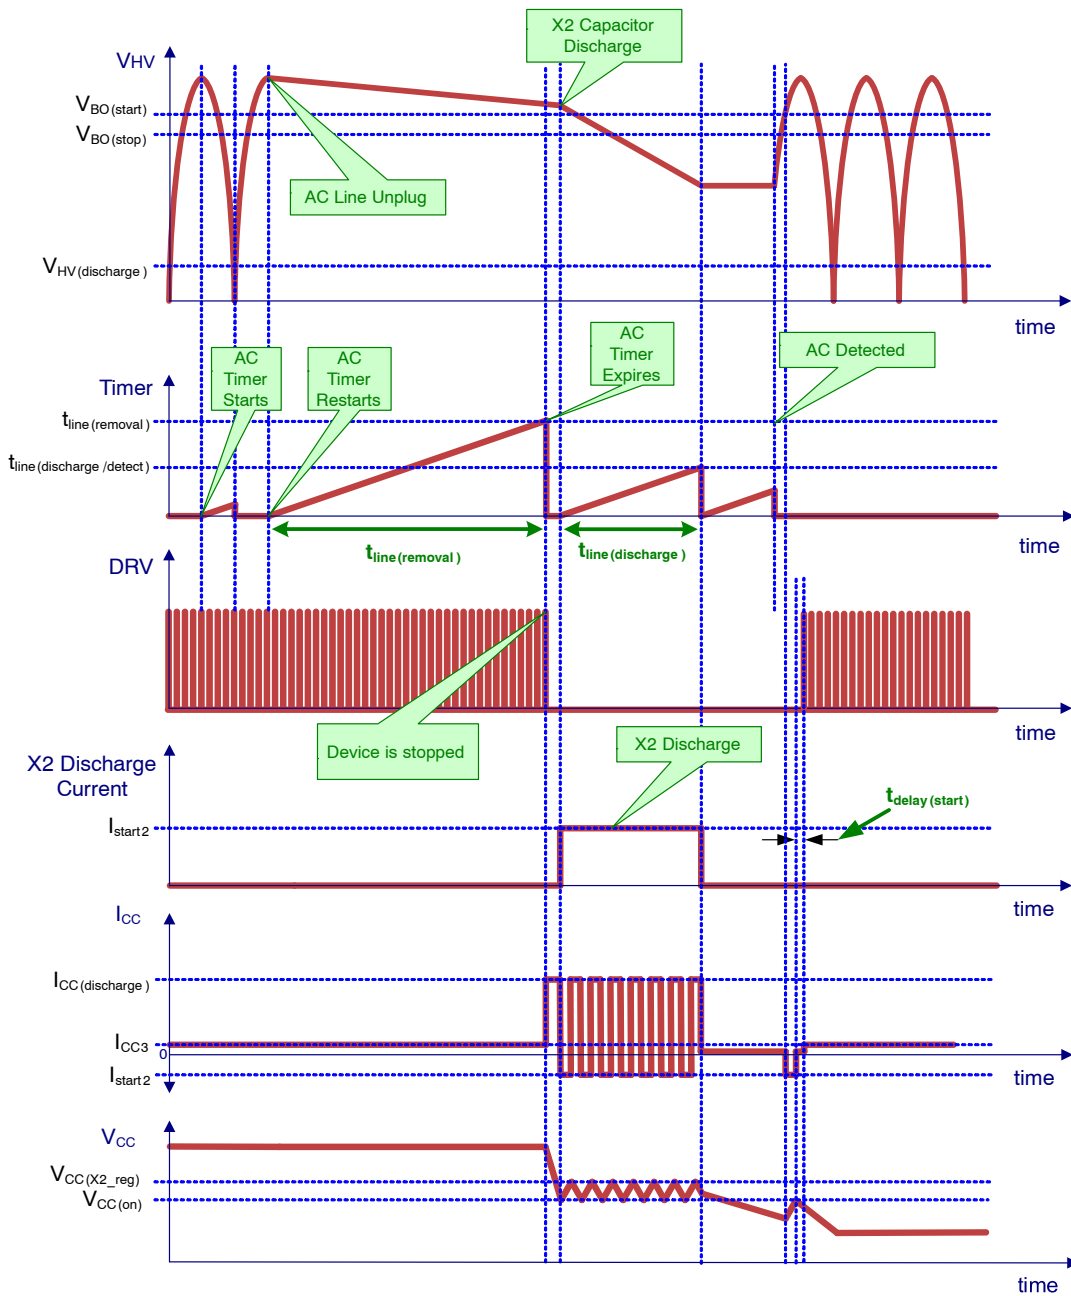 X2 Capacitor
Discharge
VHV
VBO(start)
VBO(stop)
AC Line Unplug
VHV(discharge)
time
AC
Timer
Starts
AC
Timer
Restarts
AC
Timer
Expires
AC Detected
Timer
tline(removal)
tline(discharge/detect)
time
tline(removal)
tline(discharge)
DRV
Device is stopped
time
X2 Discharge
X2 Discharge
Current
tdelay(start)
Istart2
time
ICC
ICC(discharge)
ICC3
0
Istart2
time
VCC
VCC(X2_reg)
VCC(on)
time